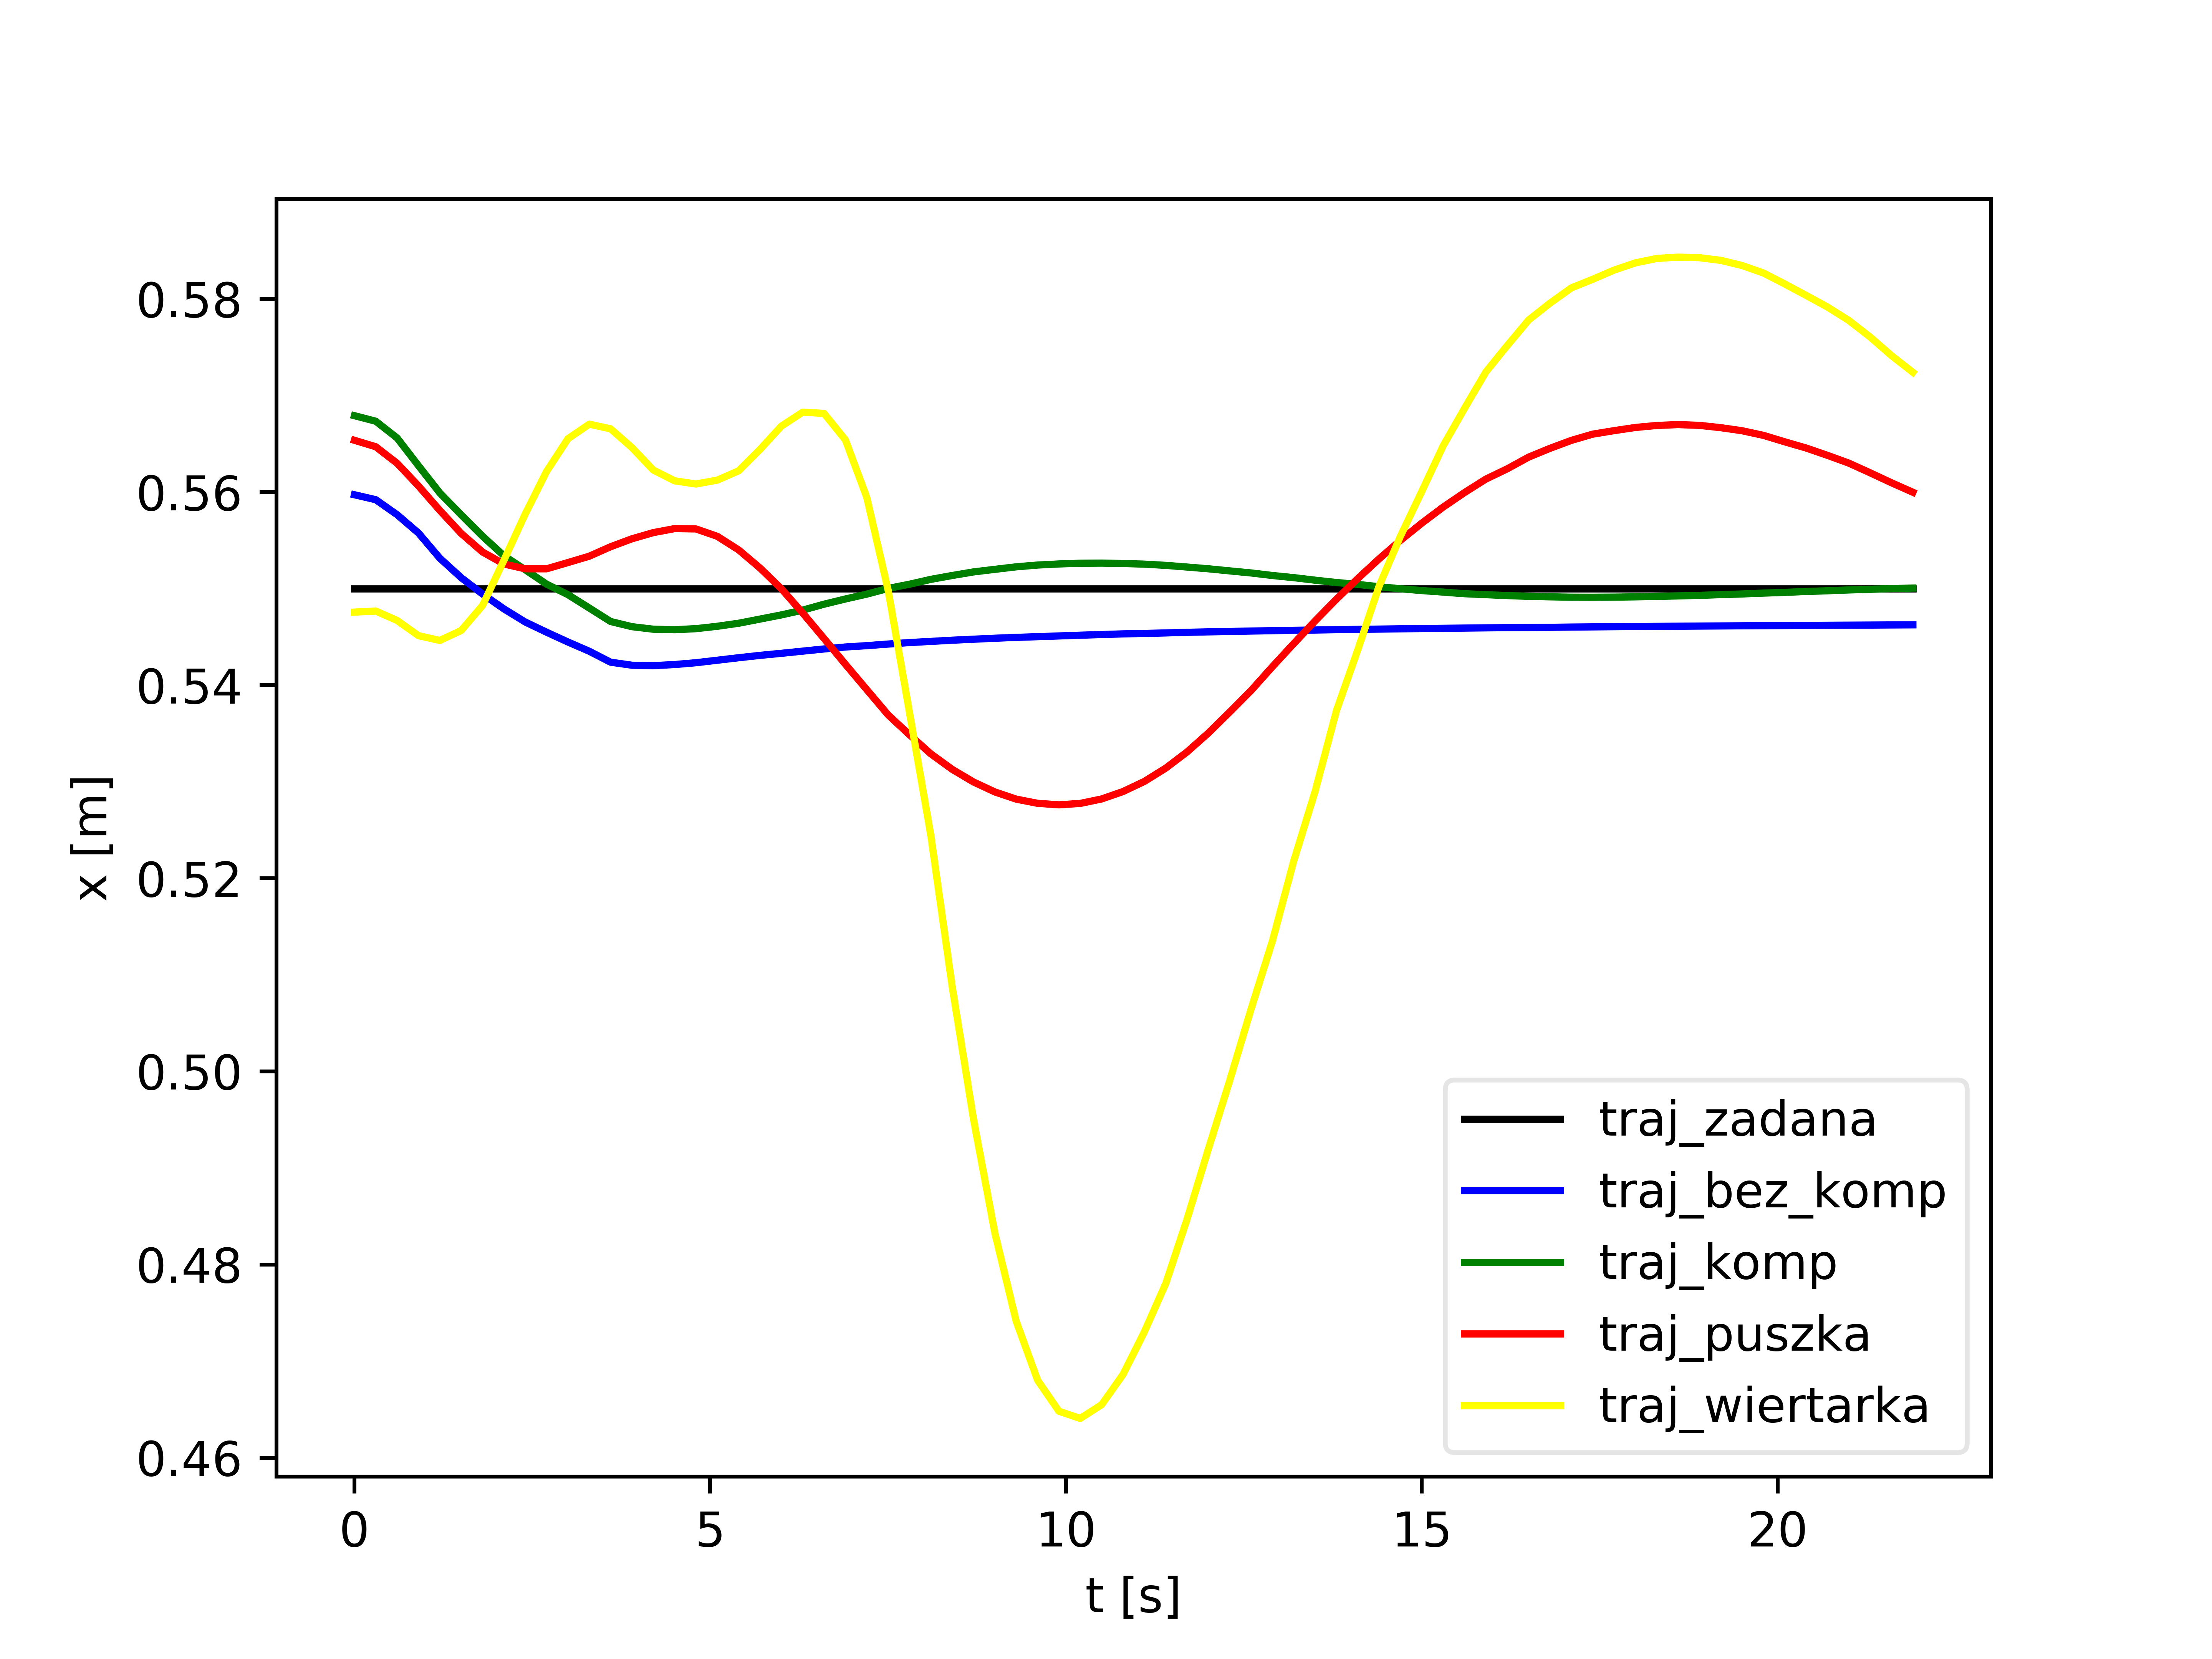 0.58
0.56
0.54
0.52
0.50
0.48
0.46
x [m]
0 5 10 15 20
t [s]
traj_zadana
traj_bez_komp
traj_komp
traj_puszka
traj_wiertarka